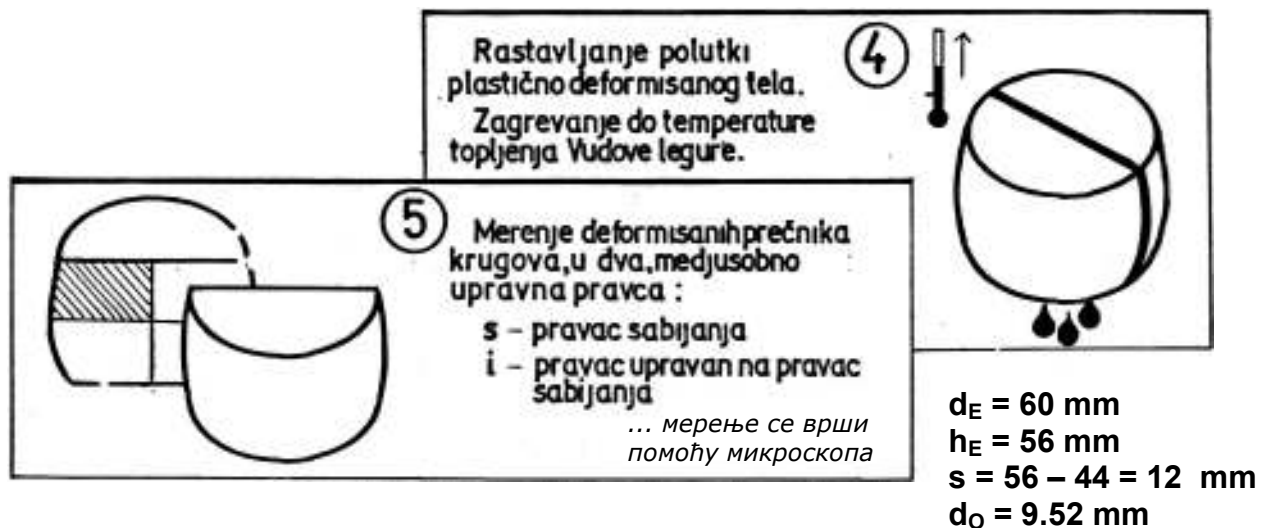 4
Rastavljanje polutki
plastično deformisanog tela.
Zagrevanje do temperature
topljenja Vudove legure.
5
Merenje deformisanih prečnika
krugova, u dva, medjusobno
upravna pravca :
s – pravac sabijanja
i – pravac upravan na pravac
sabijanja
... мерење се врши
помоћу микроскопа
dE = 60 mm
hE = 56 mm
s = 56 – 44 = 12 mm
dO = 9.52 mm